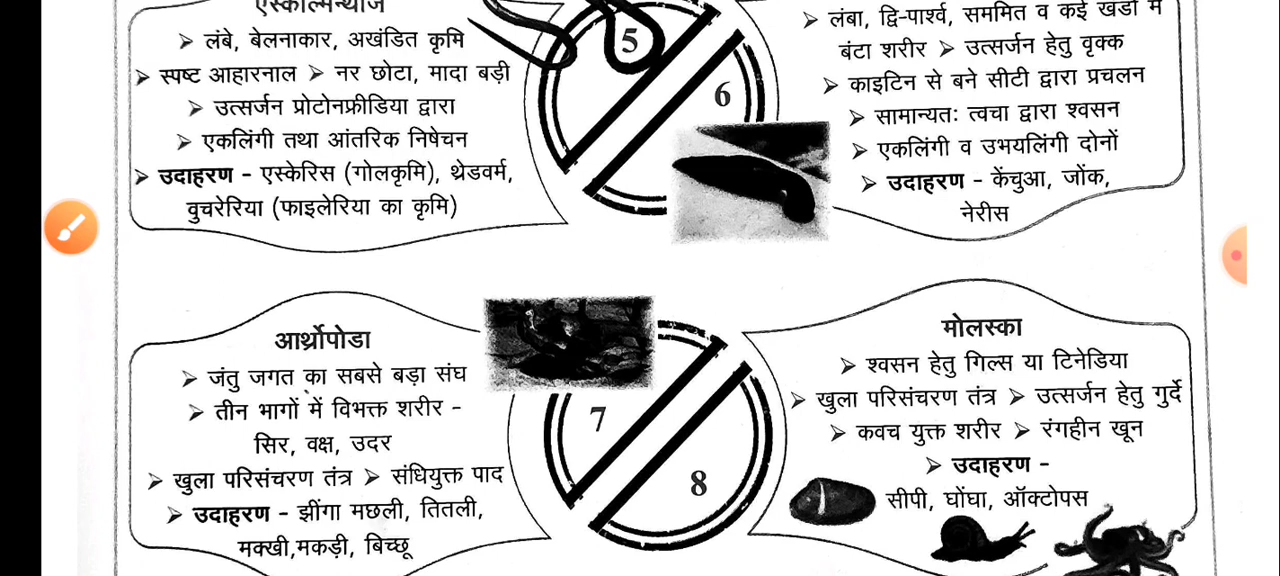 एस्केल्मिन्थीज
➤ लंबे, बेलनाकार, अखंडित कृमि
➤ स्पष्ट आहारनाल ➤ नर छोटा, मादा बड़ी
➤ उत्सर्जन प्रोटोनफ्रीडिया द्वारा
➤ एकलिंगी तथा आंतरिक निषेचन
➤ उदाहरण - एस्केरिस (गोलकृमि), थ्रेडवर्म,
वुचरेरिया (फाइलेरिया का कृमि)
5
6
➤ लंबा, द्वि-पार्श्व, सममित व कई खंडों में
बंटा शरीर ➤ उत्सर्जन हेतु वृक्क
➤ काइटिन से बने सीटी द्वारा प्रचलन
➤ सामान्यतः त्वचा द्वारा श्वसन
➤ एकलिंगी व उभयलिंगी दोनों
➤ उदाहरण - केंचुआ, जोंक,
नेरीस
आर्थ्रोपोडा
➤ जंतु जगत का सबसे बड़ा संघ
➤ तीन भागों में विभक्त शरीर -
सिर, वक्ष, उदर
➤ खुला परिसंचरण तंत्र ➤ संधियुक्त पाद
➤ उदाहरण - झींगा मछली, तितली,
मक्खी,मकड़ी, बिच्छू
7
8
मोलस्का
➤ श्वसन हेतु गिल्स या टिनेडिया
➤ खुला परिसंचरण तंत्र ➤ उत्सर्जन हेतु गुर्दे
➤ कवच युक्त शरीर ➤ रंगहीन खून
➤ उदाहरण -
सीपी, घोंघा, ऑक्टोपस